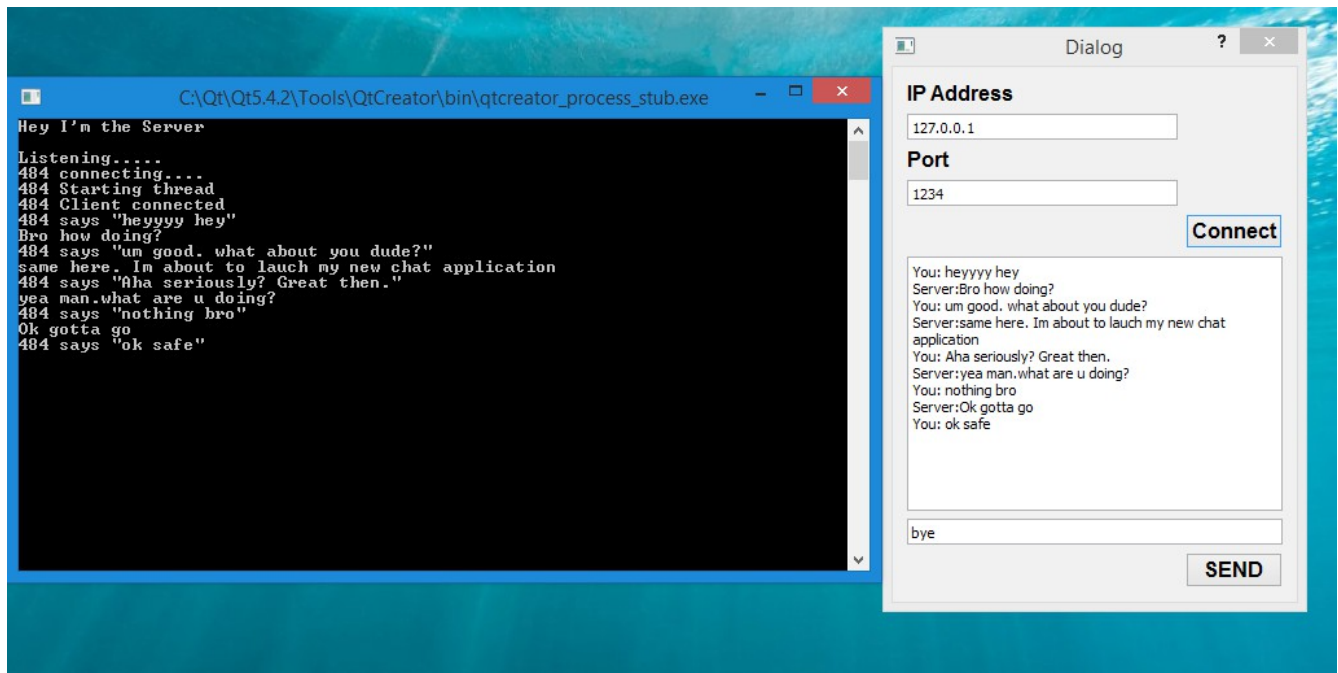 C:\Qt\Qt5.4.2\Tools\QtCreator\bin\qtcreator_process_stub.exe
Hey I'm the Server
Listening.....
484 connecting....
484 Starting thread
484 Client connected
484 says "heyyyy hey"
Bro how doing?
484 says "um good. what about you dude?"
same here. Im about to lauch my new chat application
484 says "Aha seriously? Great then."
yea man.what are u doing?
484 says "nothing bro"
Ok gotta go
484 says "ok safe"
Dialog
?
IP Address
127.0.0.1
Port
1234
Connect
You: heyyyy hey
Server:Bro how doing?
You: um good. what about you dude?
Server:same here. Im about to lauch my new chat
application
You: Aha seriously? Great then.
Server:yea man.what are u doing?
You: nothing bro
Server:Ok gotta go
You: ok safe
bye
SEND